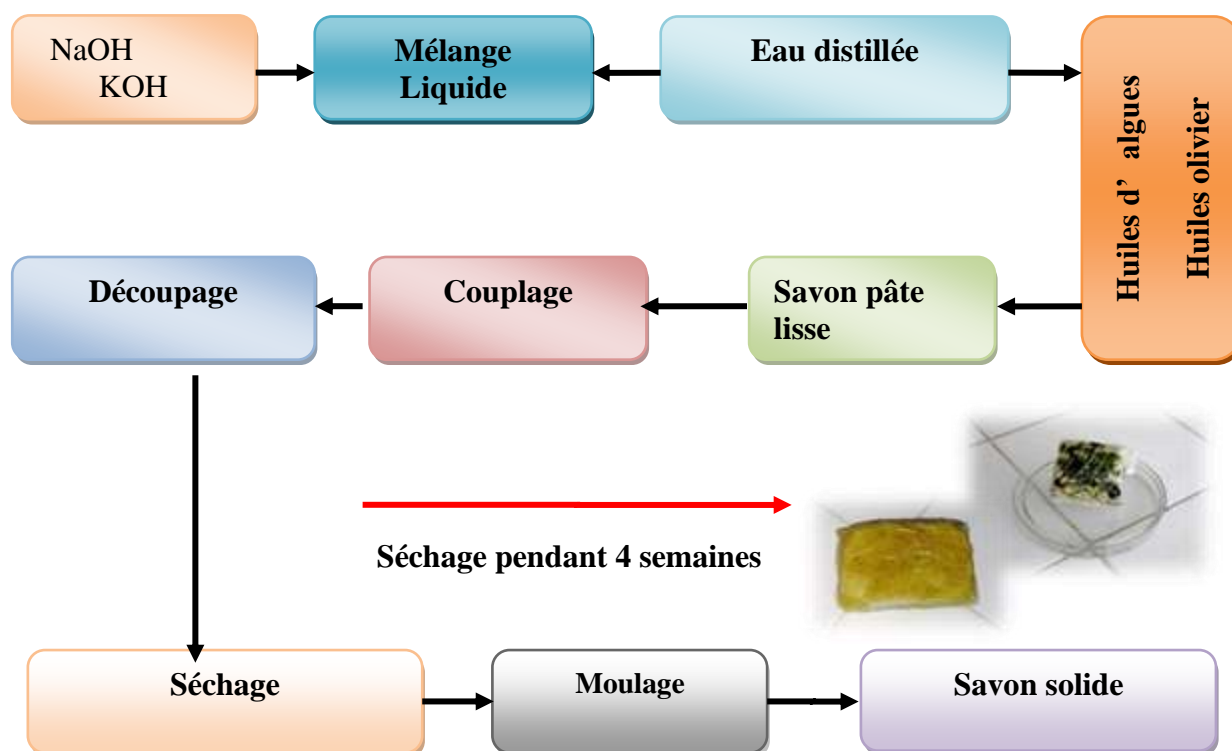 NaOH
KOH
Mélange
Liquide
Eau distillée
Huiles d’ algues
Huiles olivier
Découpage
Couplage
Savon pâte
lisse
Séchage pendant 4 semaines
Séchage
Moulage
Savon solide